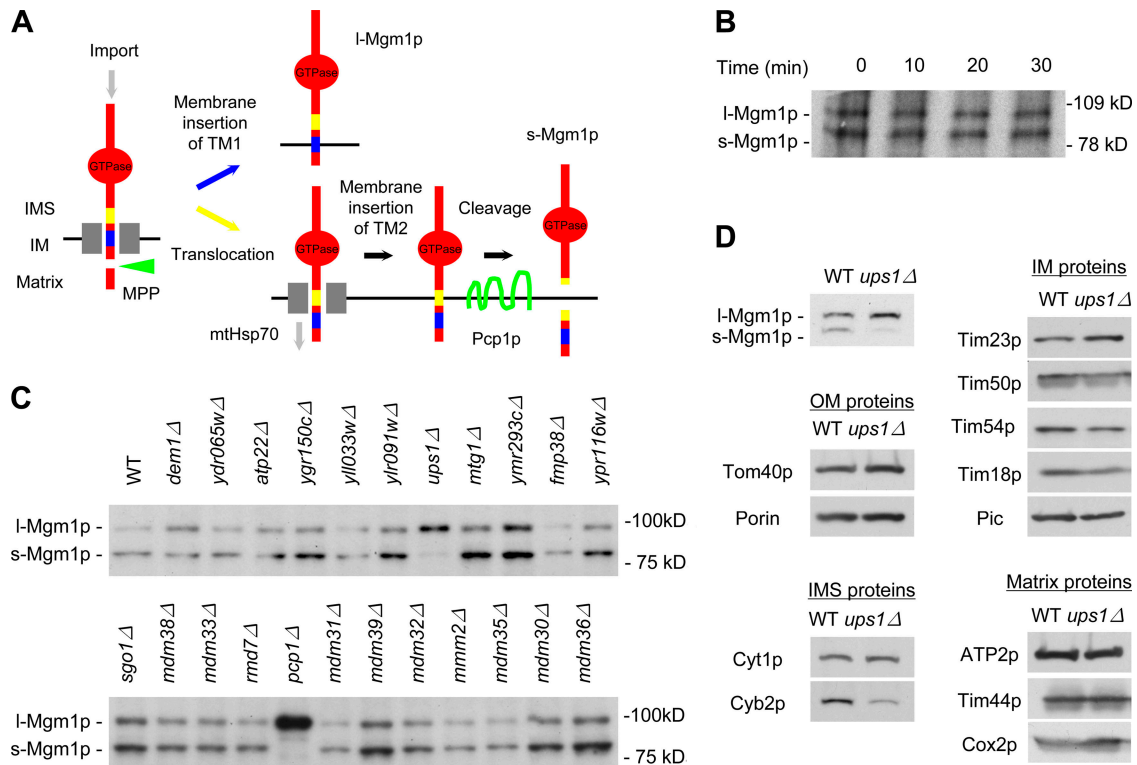 A
Import
GTPase
IMS
IM
Matrix
MPP
Membrane
insertion
of TM1
Translocation
l-Mgm1p
GTPase
GTPase
mtHsp70
Membrane
insertion
of TM2
GTPase
Cleavage
Pcp1p
s-Mgm1p
GTPase
B
Time (min) 0 10 20 30
l-Mgm1p - -109 kD
s-Mgm1p - - 78 kD
C
WT dem1Δ ydr065wΔ atp22Δ ygr150cΔ yll033wΔ ylr091wΔ ups1Δ mtg1Δ ymr293cΔ fmp38Δ ypr116wΔ
l-Mgm1p - -100kD
s-Mgm1p - - 75 kD
sgo1Δ mdm38Δ mdm33Δ rmd7Δ pcp1Δ mdm31Δ mdm39Δ mdm32Δ mmm2Δ mdm35Δ mdm30Δ mdm36Δ
l-Mgm1p - -100kD
s-Mgm1p - - 75 kD
D
WT ups1Δ
l-Mgm1p -
s-Mgm1p -
OM proteins
WT ups1Δ
Tom40p
Porin
IMS proteins
WT ups1Δ
Cyt1p
Cyb2p
IM proteins
WT ups1Δ
Tim23p
Tim50p
Tim54p
Tim18p
Pic
Matrix proteins
WT ups1Δ
ATP2p
Tim44p
Cox2p